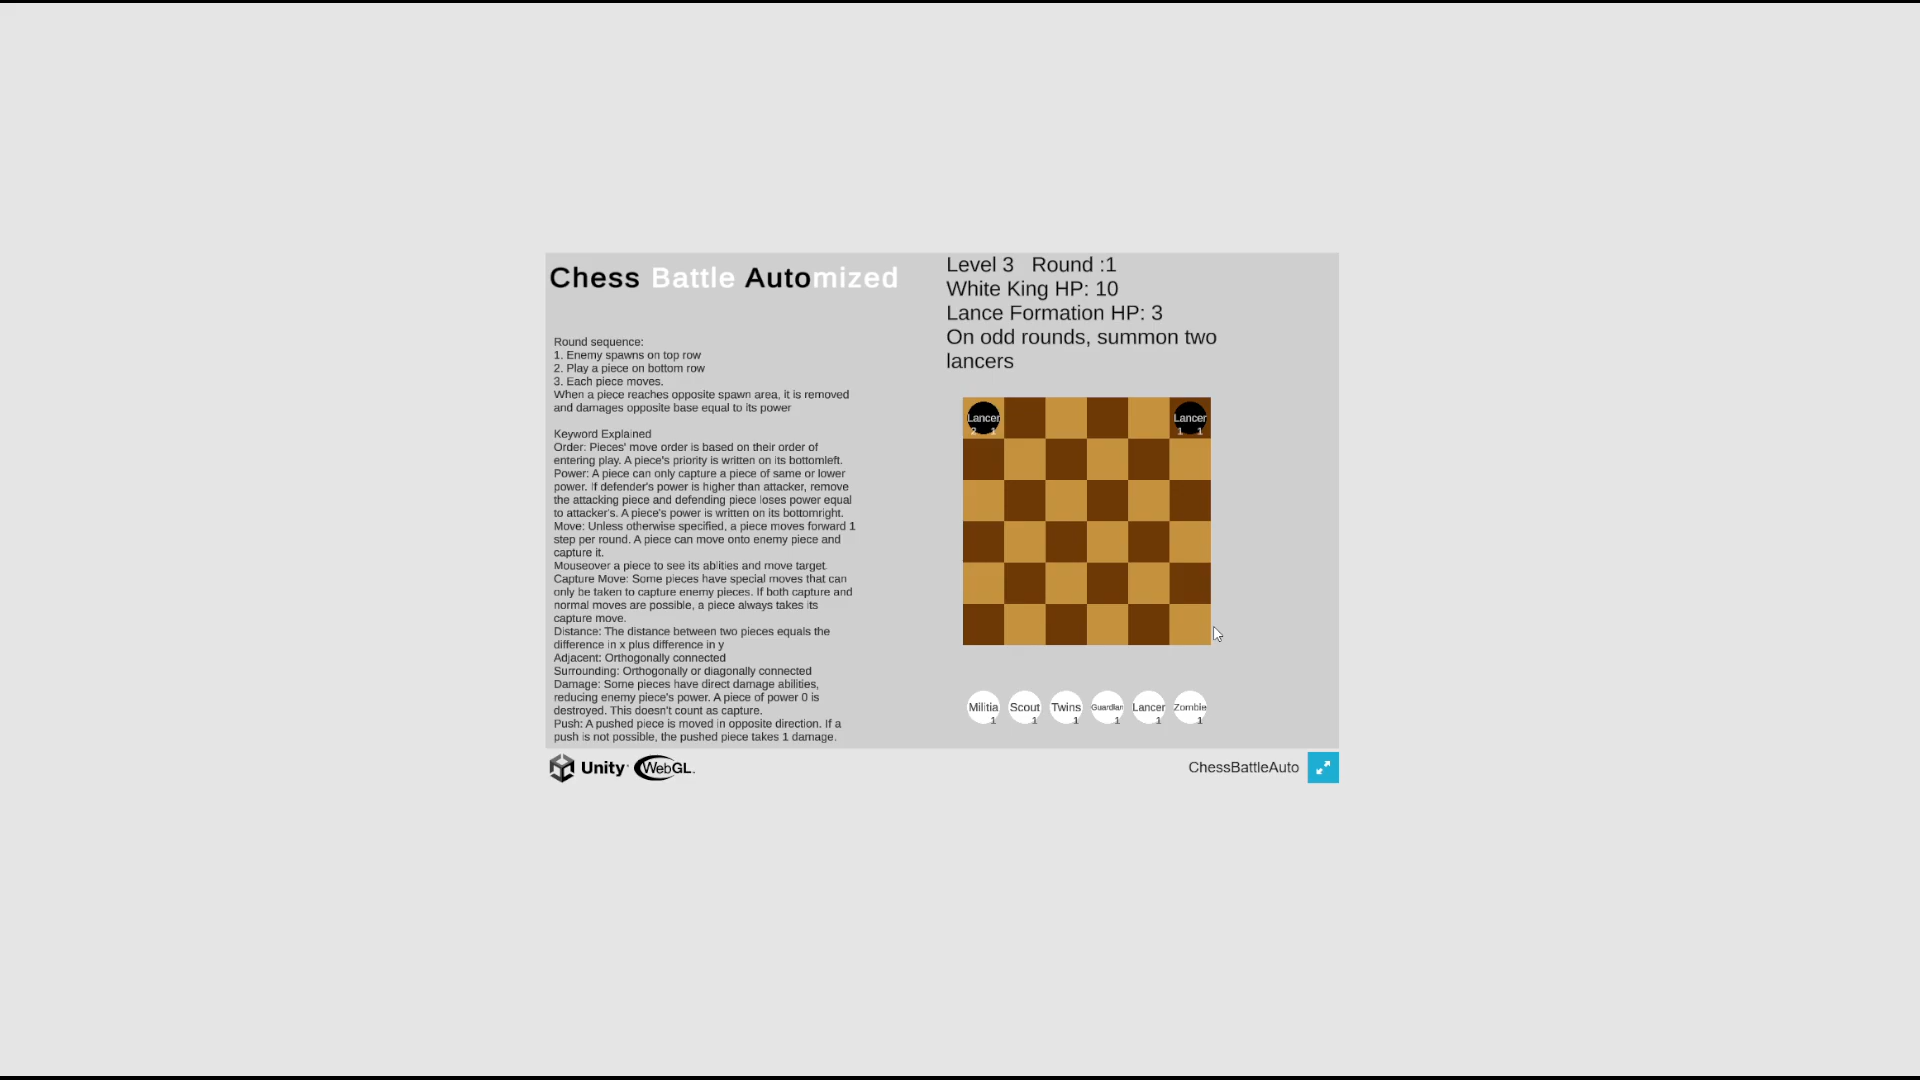 Chess Battle Automized
Round sequence:
1. Enemy spawns on top row
2. Play a piece on bottom row
3. Each piece moves.
When a piece reaches opposite spawn area, it is removed
and damages opposite base equal to its power
Keyword Explained
Order: Pieces' move order is based on their order of
entering play. A piece's priority is written on its bottomleft.
Power: A piece can only capture a piece of same or lower
power. If defender's power is higher than attacker, remove
the attacking piece and defending piece loses power equal
to attacker's. A piece's power is written on its bottomright.
Move: Unless otherwise specified, a piece moves forward 1
step per round. A piece can move onto enemy piece and
capture it.
Mouseover a piece to see its ablities and move target.
Capture Move: Some pieces have special moves that can
only be taken to capture enemy pieces. If both capture and
normal moves are possible, a piece always takes its
capture move.
Distance: The distance between two pieces equals the
difference in x plus difference in y
Adjacent: Orthogonally connected
Surrounding: Orthogonally or diagonally connected
Damage: Some pieces have direct damage abilities,
reducing enemy piece's power. A piece of power 0 is
destroyed. This doesn't count as capture.
Push: A pushed piece is moved in opposite direction. If a
push is not possible, the pushed piece takes 1 damage.
Level 3 Round :1
White King HP: 10
Lance Formation HP: 3
On odd rounds, summon two
lancers
Lancer
2 1
Lancer
1 1
Militia
1
Scout
1
Twins
1
Guardian
1
Lancer
1
Zombie
1
Unity
WebGL
ChessBattleAuto